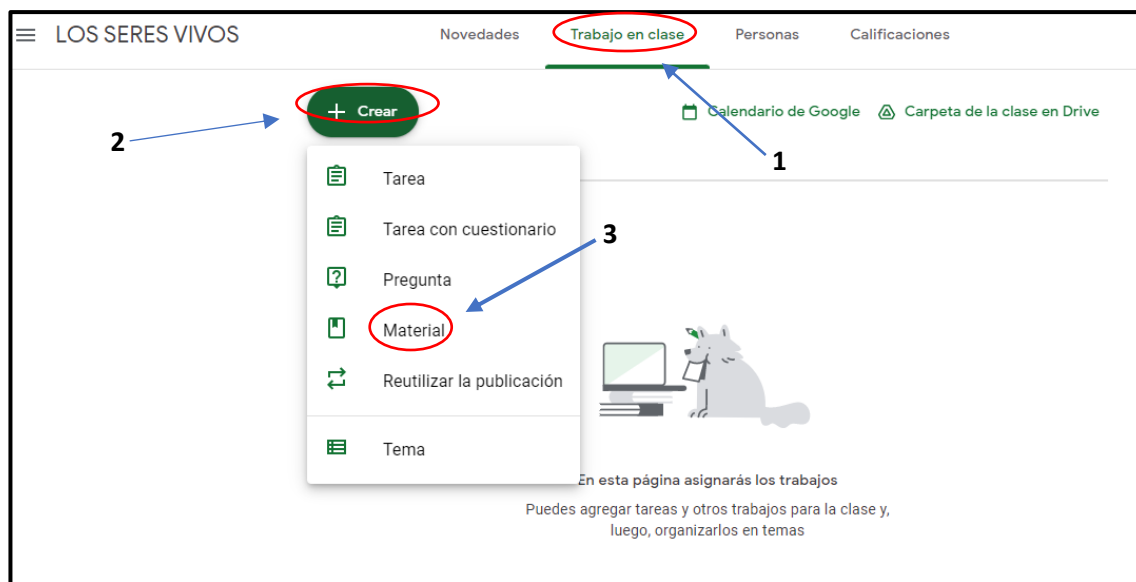 LOS SERES VIVOS
Novedades
Trabajo en clase
Personas
Calificaciones
2
+ Crear
Calendario de Google
Carpeta de la clase en Drive
1
Tarea
Tarea con cuestionario
3
Pregunta
Material
Reutilizar la publicación
Tema
En esta página asignarás los trabajos
Puedes agregar tareas y otros trabajos para la clase y,
luego, organizarlos en temas